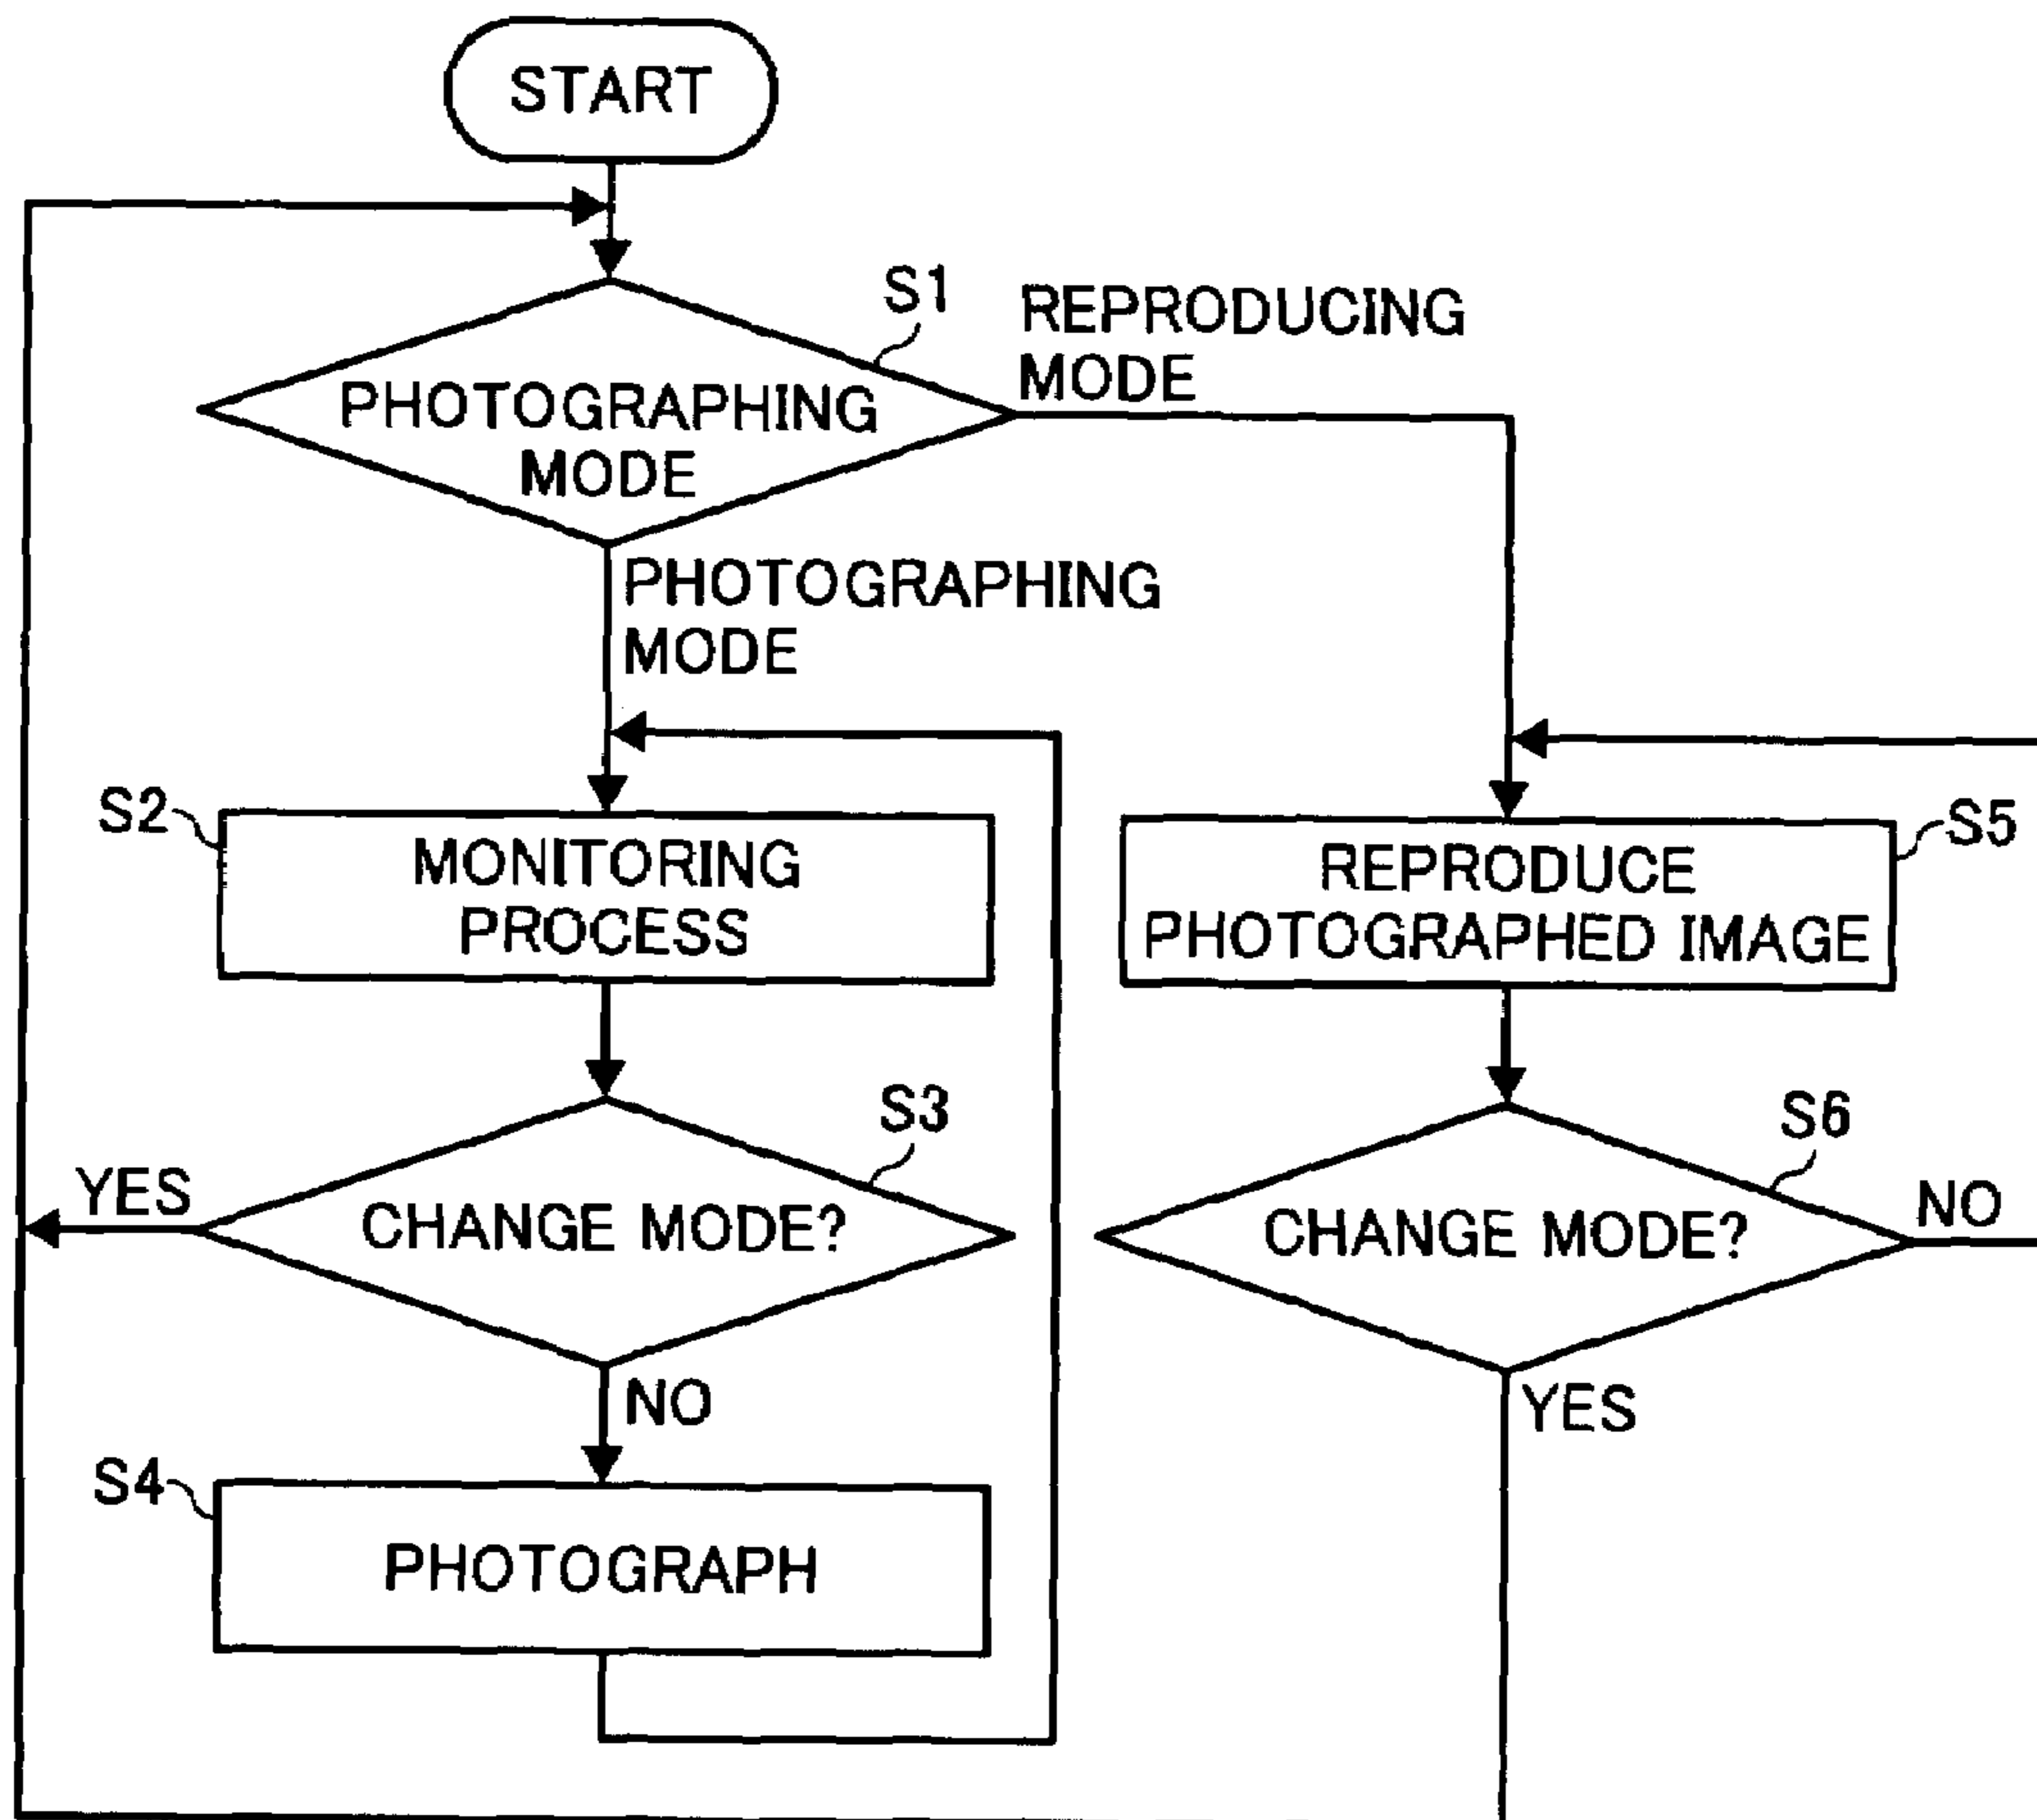 START
S1
REPRODUCING
MODE
PHOTOGRAPHING
MODE
PHOTOGRAPHING
MODE
S2
MONITORING
PROCESS
S5
REPRODUCE
PHOTOGRAPHED IMAGE
S3
YES
CHANGE MODE?
NO
S6
CHANGE MODE?
NO
YES
S4
PHOTOGRAPH